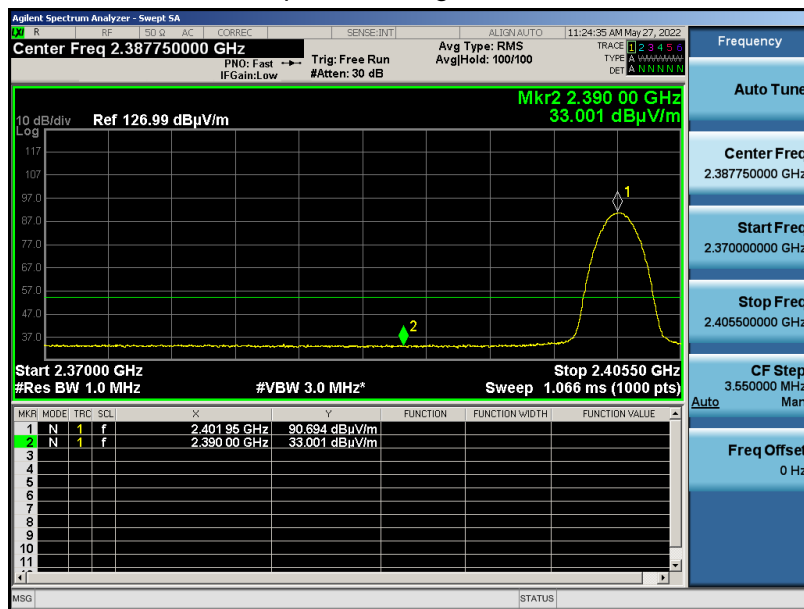 Agilent Spectrum Analyzer - Swept SA
LXI R RF 50 Ω AC CORREC SENSE:INT ALIGN AUTO 11:24:35 AM May 27, 2022
Center Freq 2.387750000 GHz
PNO: Fast
IFGain:Low
Trig: Free Run
#Atten: 30 dB
Avg Type: RMS
Avg|Hold: 100/100
TRACE 1 2 3 4 5 6
TYPE A WWWWW
DET A N N N N N
Mkr2 2.390 00 GHz
33.001 dBµV/m
10 dB/div Ref 126.99 dBµV/m
Log
117
107
97.0
87.0
77.0
67.0
57.0
47.0
37.0
1
2
Start 2.37000 GHz Stop 2.40550 GHz
#Res BW 1.0 MHz #VBW 3.0 MHz* Sweep 1.066 ms (1000 pts)
MKR MODE TRC SCL X Y FUNCTION FUNCTION WIDTH FUNCTION VALUE
1 N 1 f 2.401 95 GHz 90.694 dBµV/m
2 N 1 f 2.390 00 GHz 33.001 dBµV/m
3
4
5
6
7
8
9
10
11
MSG STATUS
Frequency
Auto Tune
Center Freq
2.387750000 GHz
Start Freq
2.370000000 GHz
Stop Freq
2.405500000 GHz
CF Step
3.550000 MHz
Auto Man
Freq Offset
0 Hz